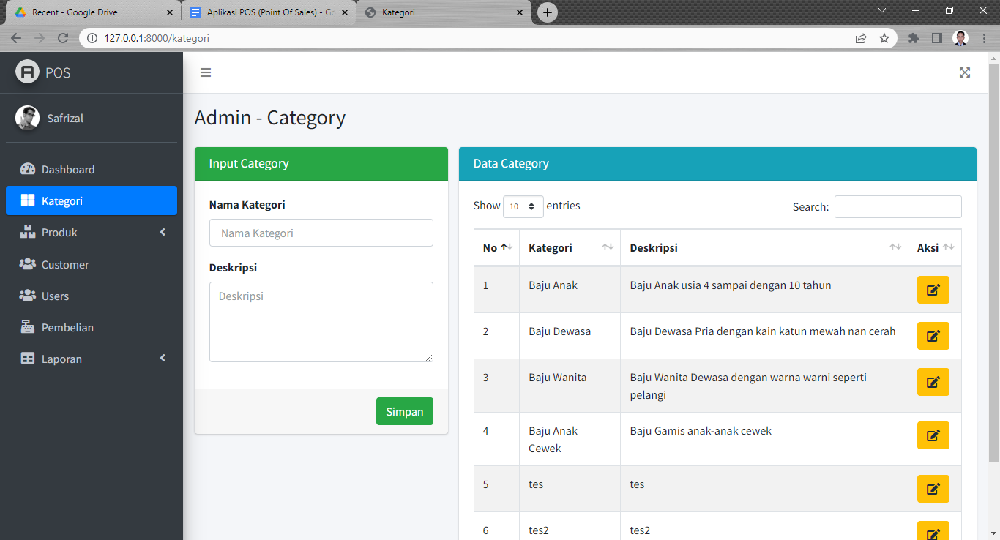 Recent - Google Drive
Aplikasi POS (Point Of Sales) - Go
Kategori
127.0.0.1:8000/kategori
POS
Safrizal
Dashboard
Kategori
Produk
Customer
Users
Pembelian
Laporan
Admin - Category
Input Category
Nama Kategori
Nama Kategori
Deskripsi
Deskripsi
Simpan
Data Category
Show 10 entries
Search:
No Kategori Deskripsi Aksi
1 Baju Anak Baju Anak usia 4 sampai dengan 10 tahun
2 Baju Dewasa Baju Dewasa Pria dengan kain katun mewah nan cerah
3 Baju Wanita Baju Wanita Dewasa dengan warna warni seperti
pelangi
4 Baju Anak Baju Gamis anak-anak cewek
Cewek
5 tes tes
6 tes2 tes2